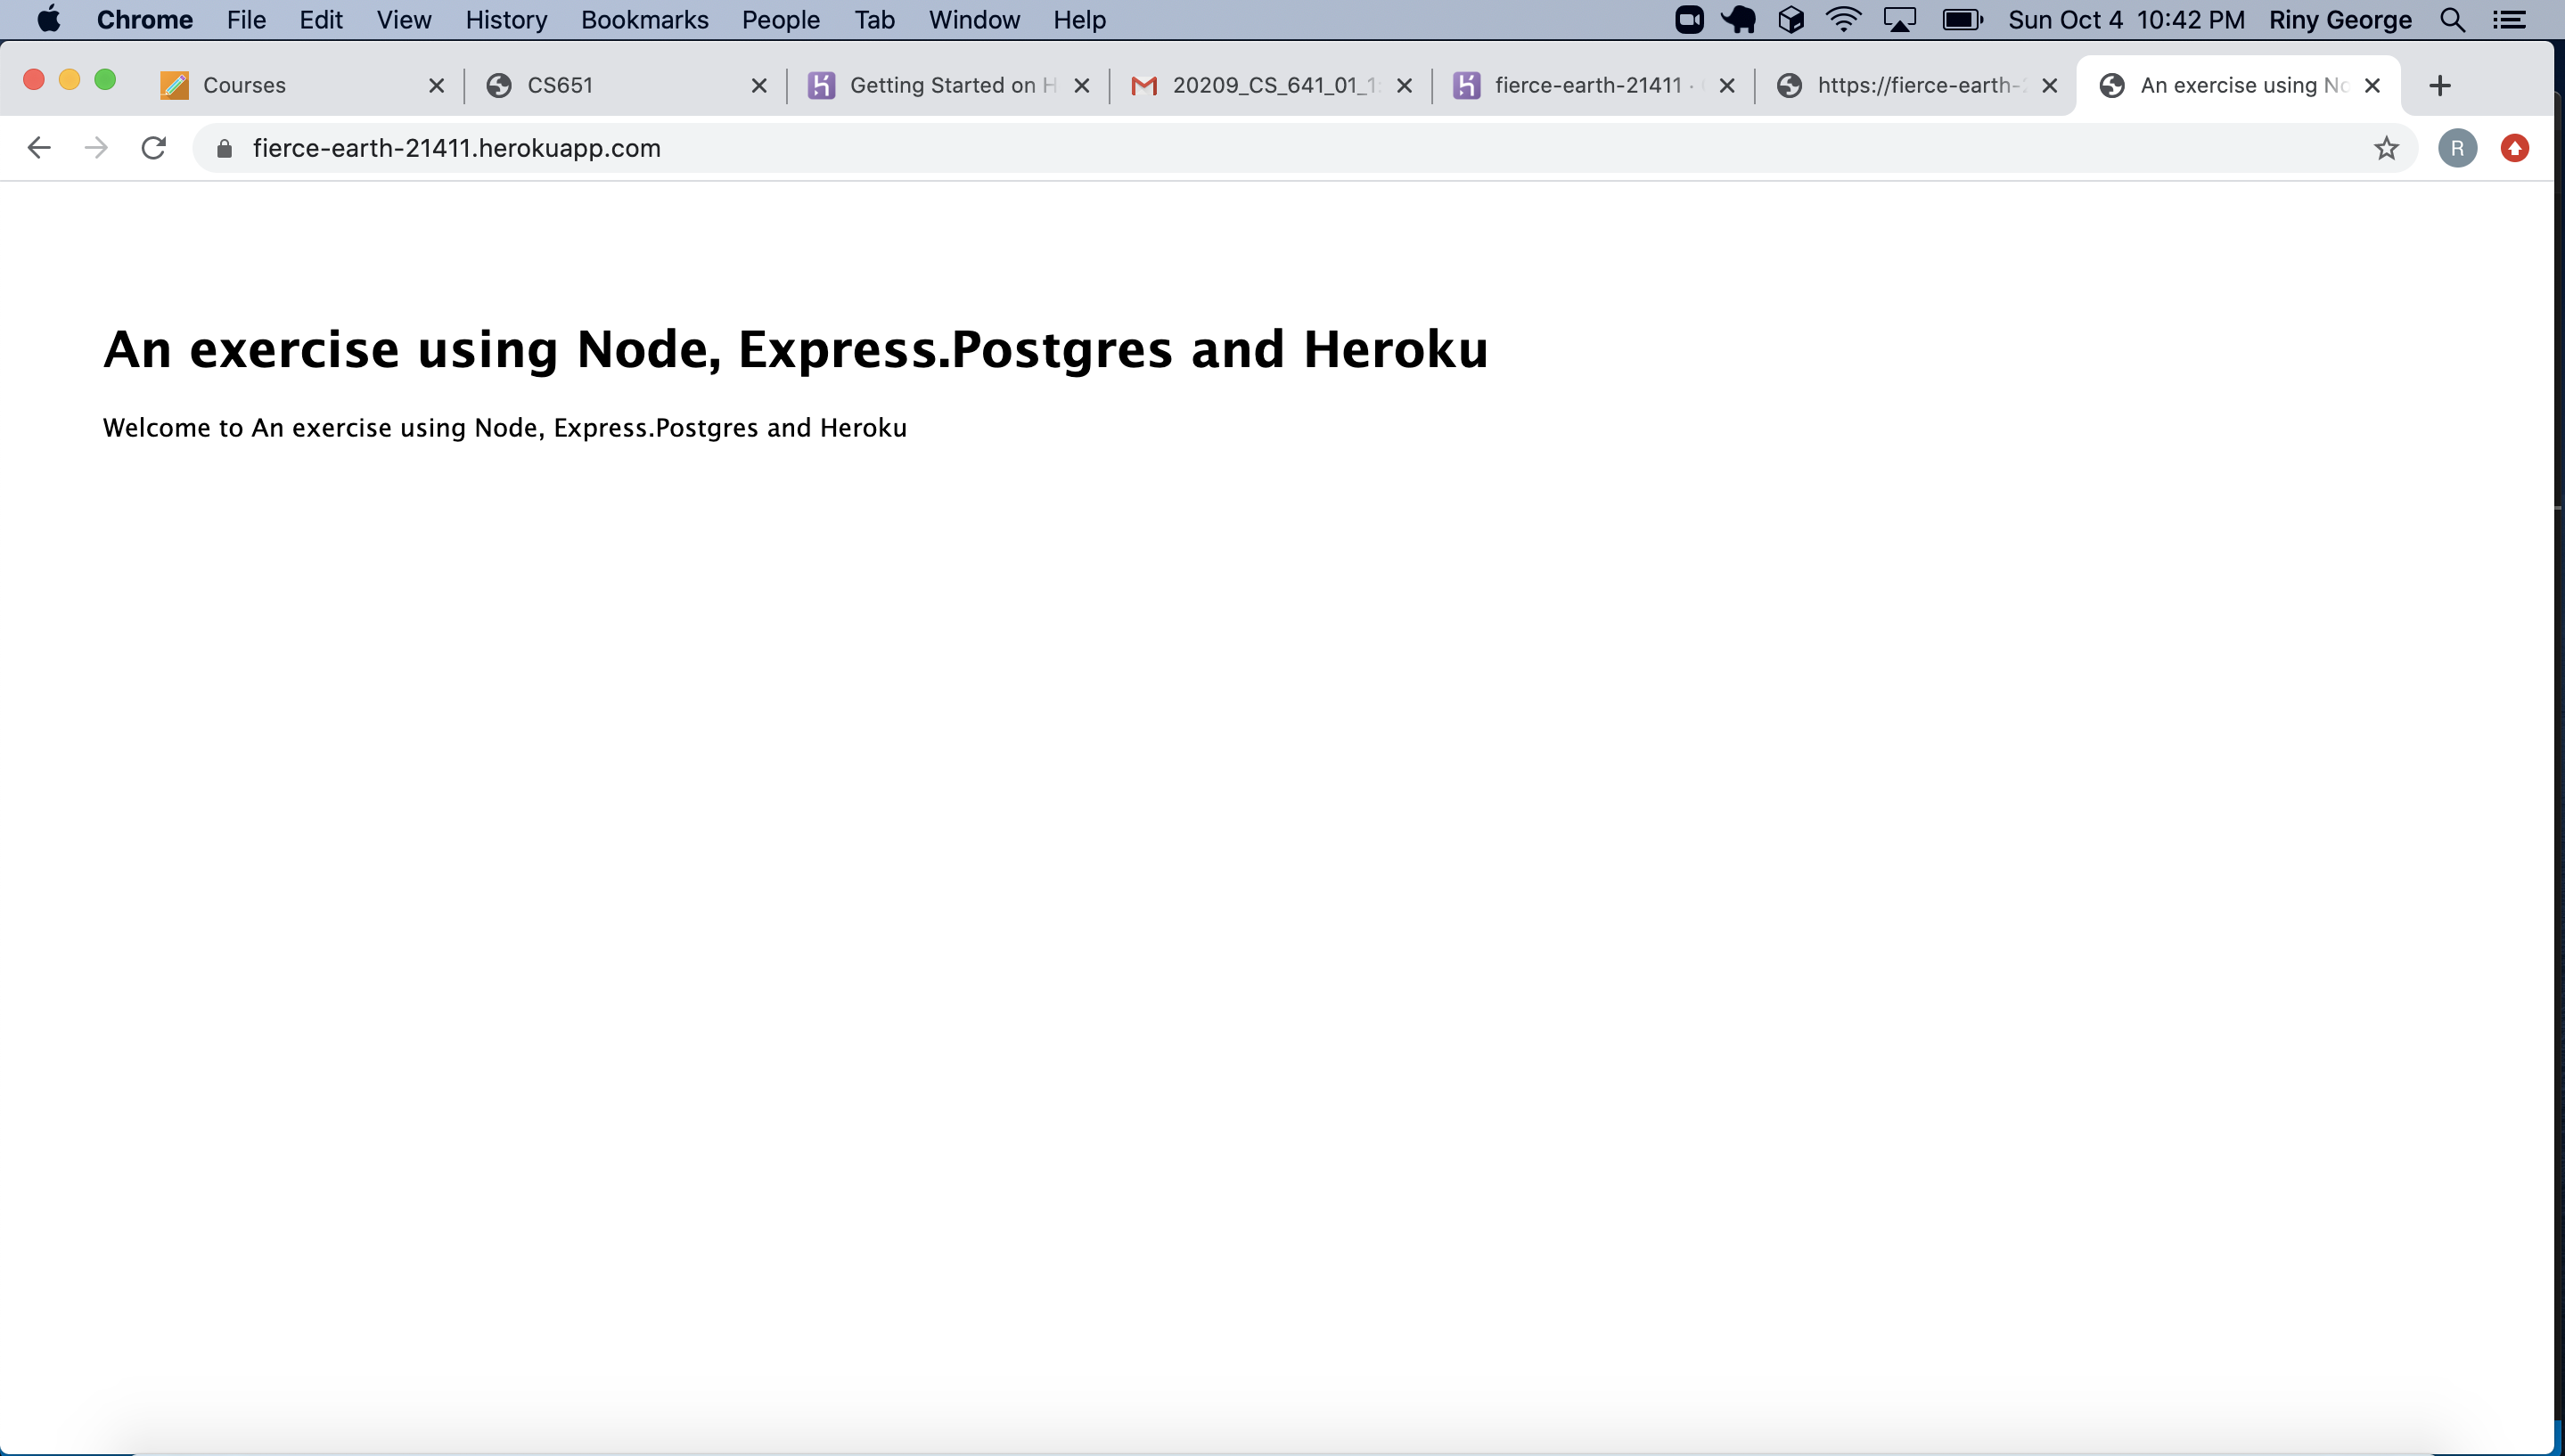 Chrome File Edit View History Bookmarks People Tab Window Help Sun Oct 4 10:42 PM Riny George
Courses CS651 Getting Started on H 20209_CS_641_01_1 fierce-earth-21411 · https://fierce-earth- An exercise using No
fierce-earth-21411.herokuapp.com R
An exercise using Node, Express.Postgres and Heroku
Welcome to An exercise using Node, Express.Postgres and Heroku